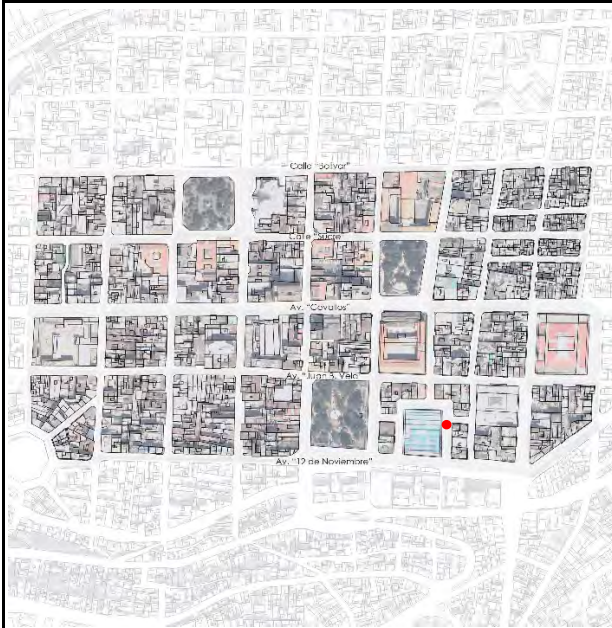 Calle "Bolívar"
Calle "Sucre"
Av. "Cevallos"
Av. "Juan B. Vela"
Av. "12 de Noviembre"